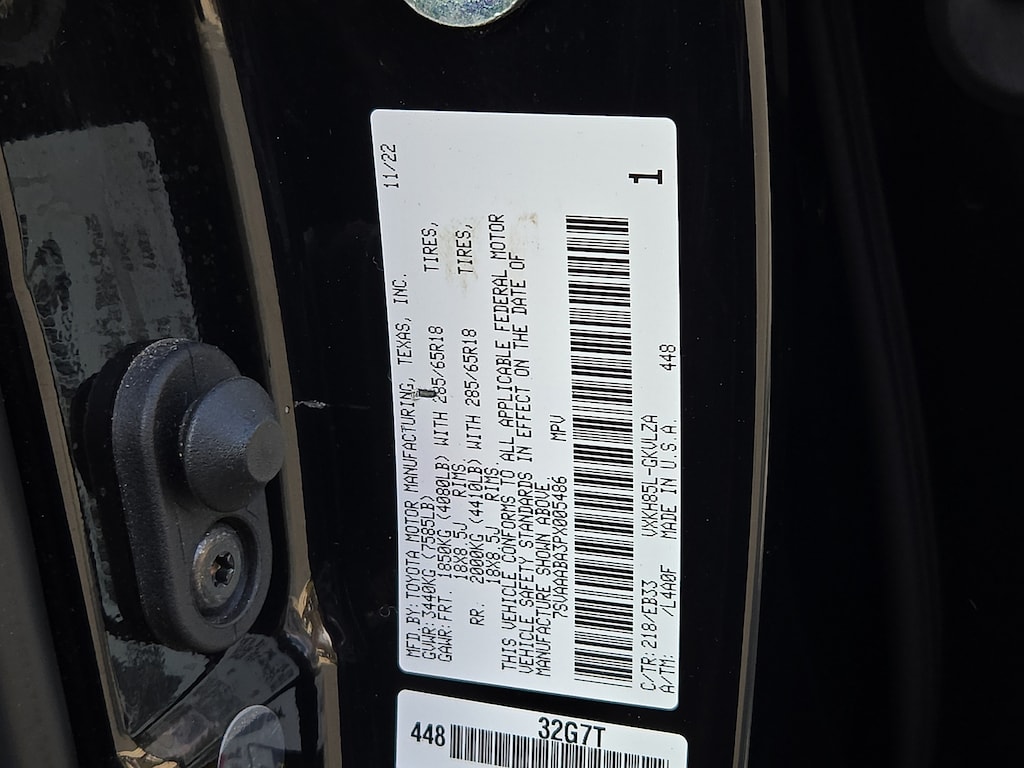 MFD.BY:TOYOTA MOTOR MANUFACTURING, TEXAS, INC. 11/22
GVWR:3440KG (7585LB)
GAWR:FRT. 1850KG (4080LB) WITH 285/65R18 TIRES,
18X8.5J RIMS
RR. 2000KG (4410LB) WITH 285/65R18 TIRES,
18X8.5J RIMS
THIS VEHICLE CONFORMS TO ALL APPLICABLE FEDERAL MOTOR
VEHICLE SAFETY STANDARDS IN EFFECT ON THE DATE OF
MANUFACTURE SHOWN ABOVE.
7SVAAABA3PX005486 MPV
1
C/TR:218/EB33 VXKH85L-GKVLZA
A/TM: /L4A0F MADE IN U.S.A. 448
448 32G7T